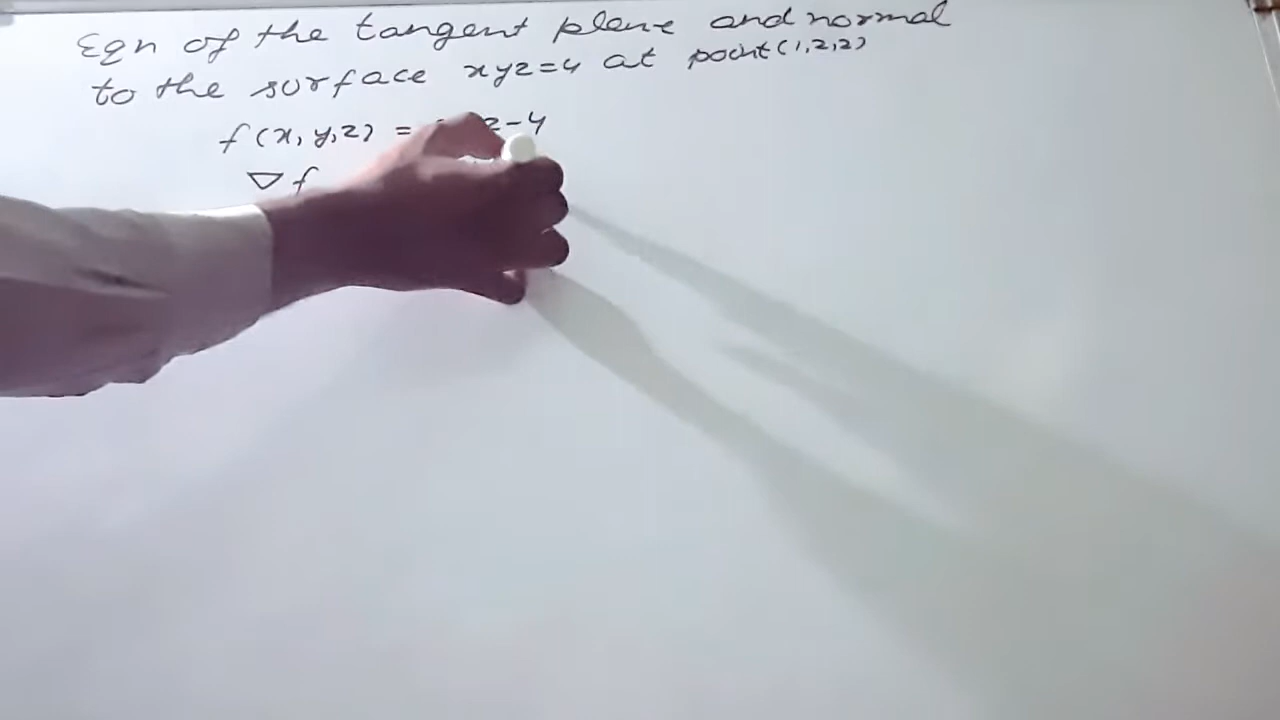 Eqn of the tangent plane and normal
to the surface xyz=4 at point (1,2,2)
f(x,y,z) = z-4
∇f